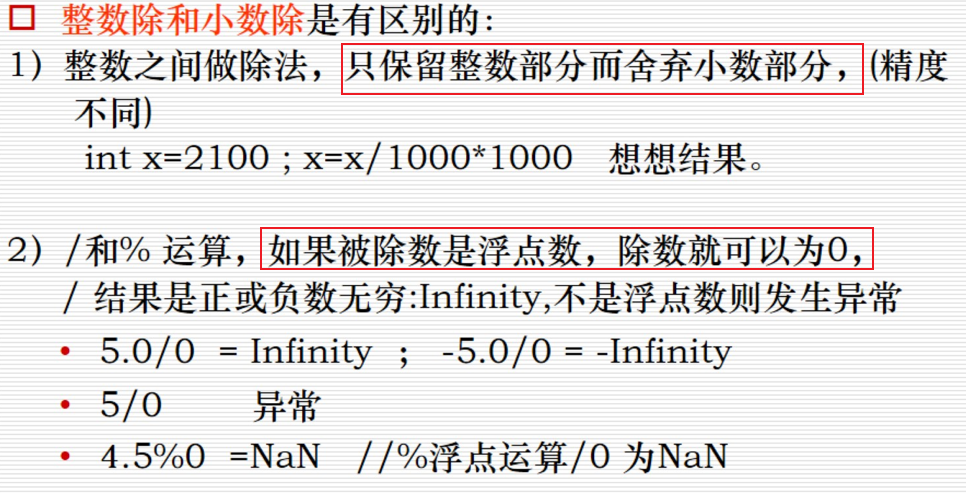 整数除和小数除是有区别的:
1) 整数之间做除法，只保留整数部分而舍弃小数部分，(精度
不同)
int x=2100 ; x=x/1000*1000 想想结果。
2) /和% 运算，如果被除数是浮点数，除数就可以为0，
/ 结果是正或负数无穷:Infinity,不是浮点数则发生异常
• 5.0/0 = Infinity ; -5.0/0 = -Infinity
• 5/0 异常
• 4.5%0 =NaN //%浮点运算/0 为NaN